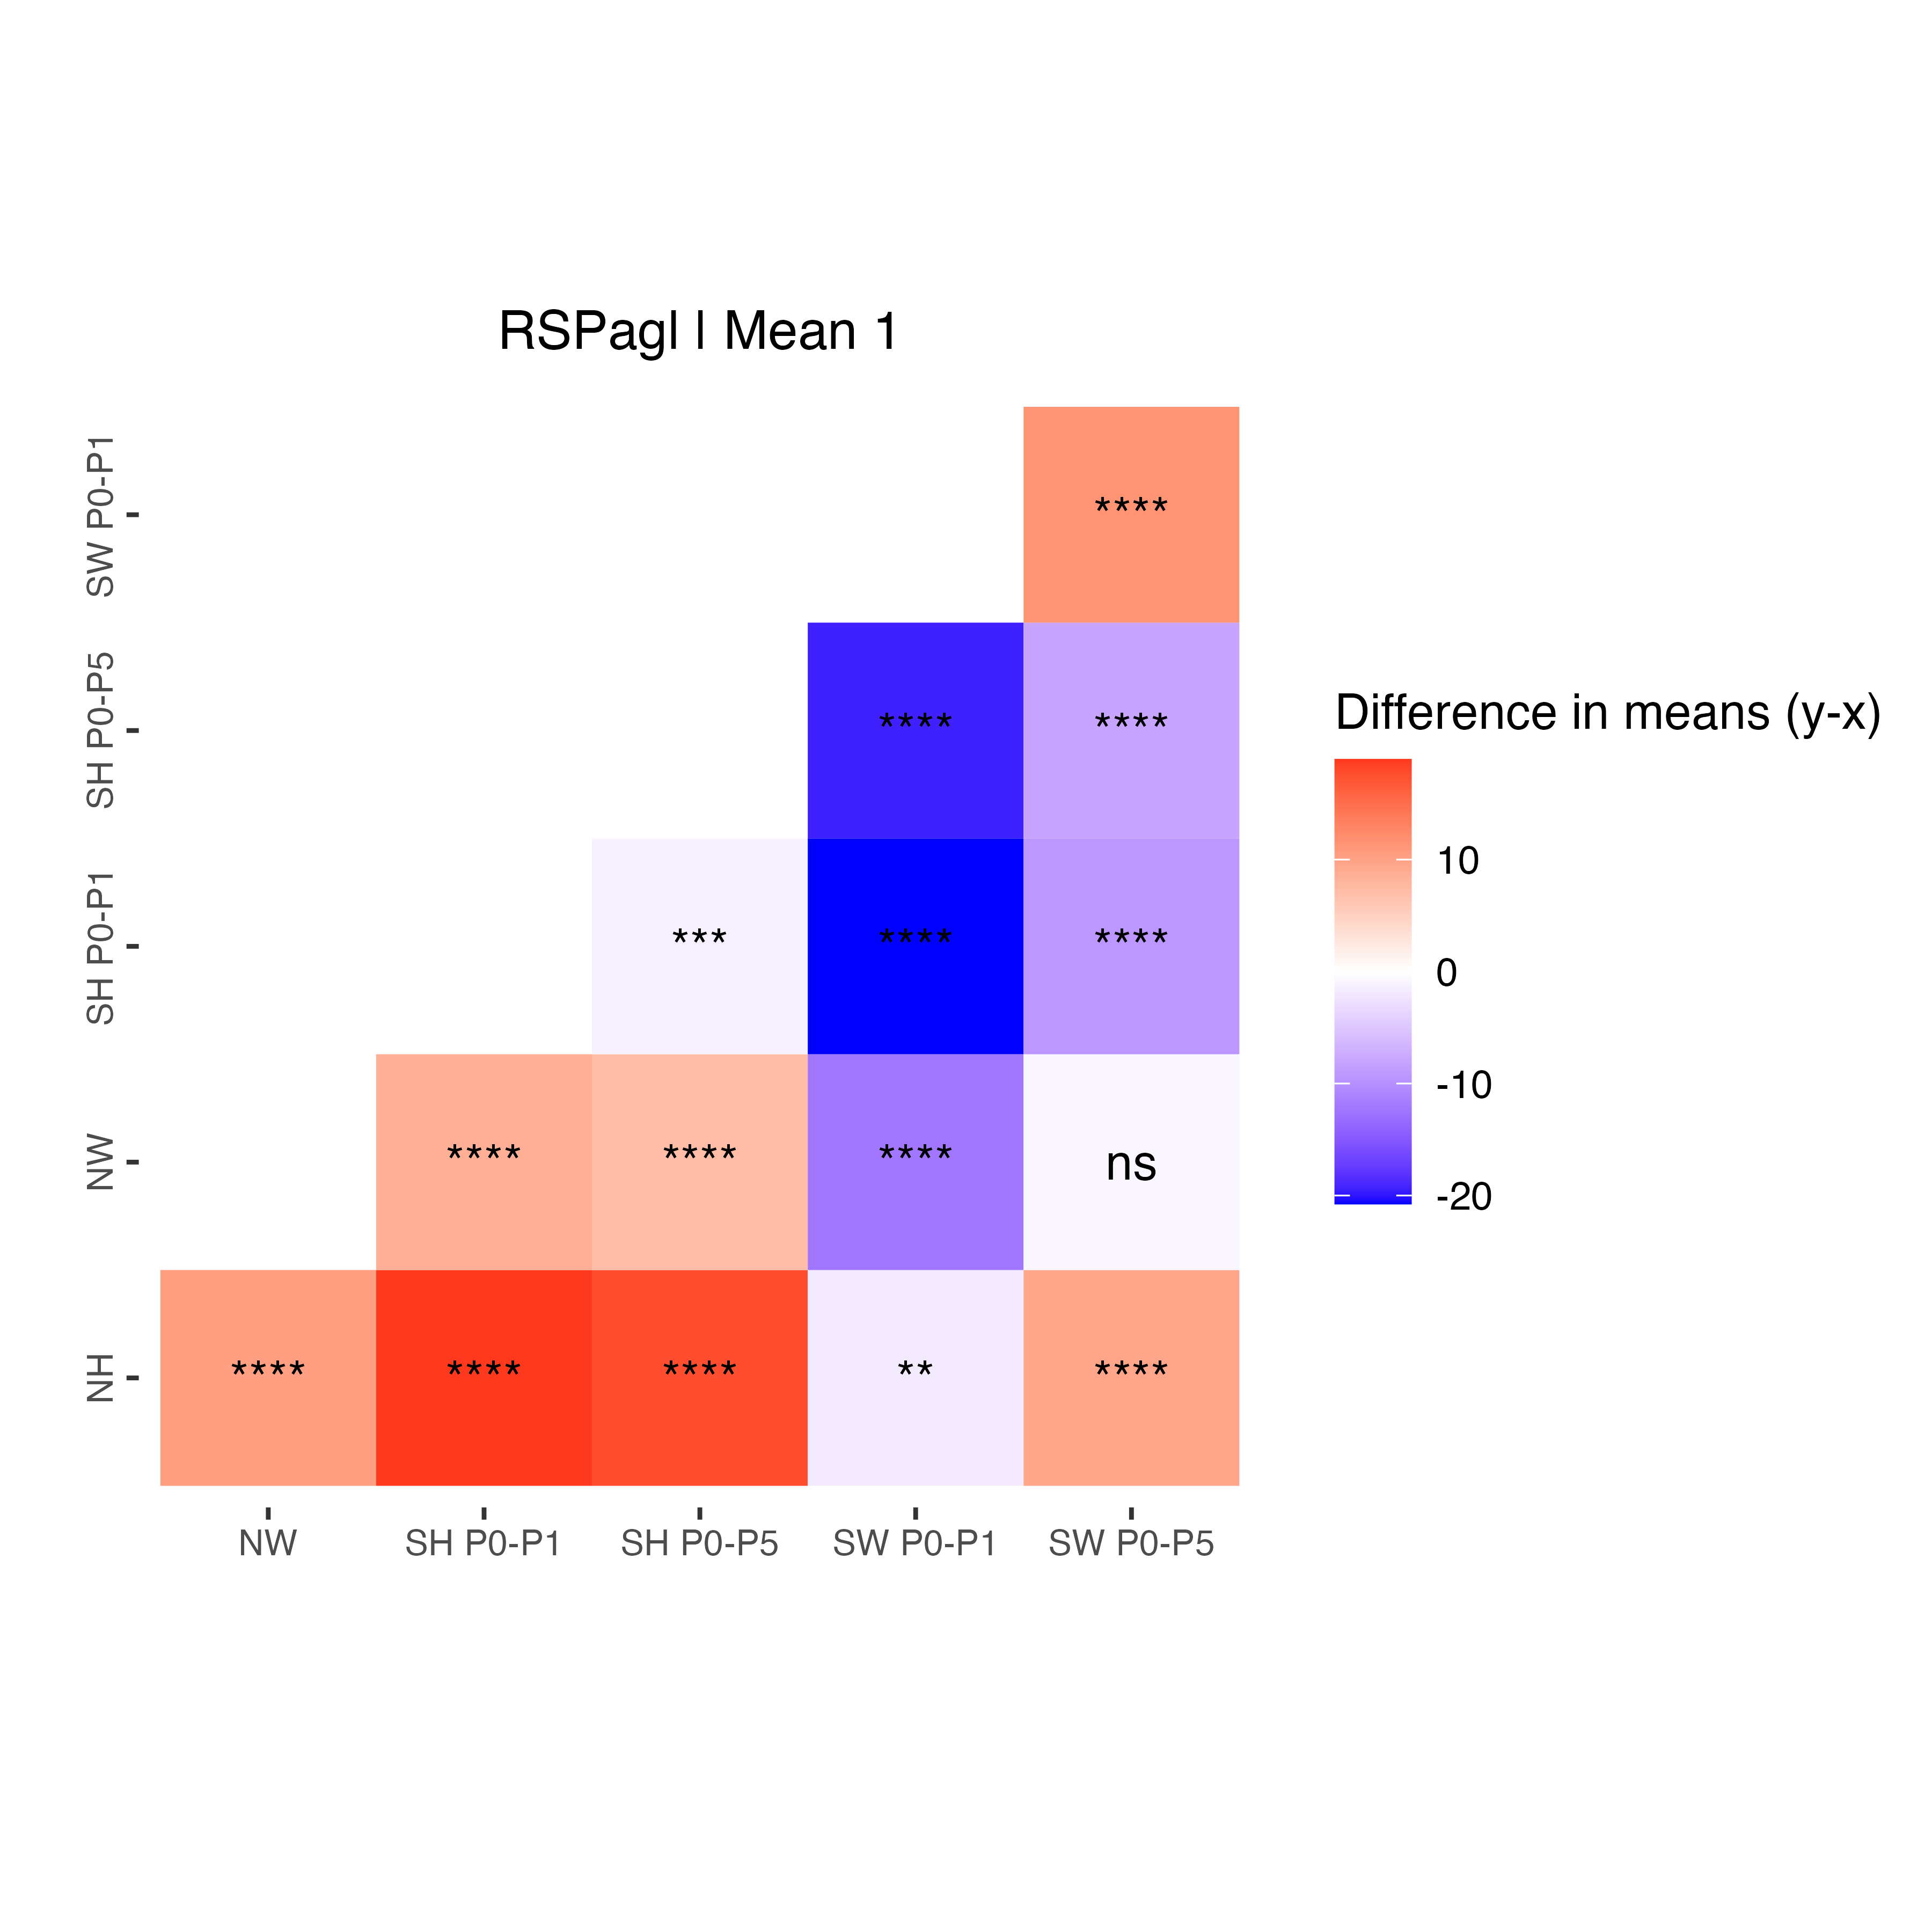 RSPagl | Mean 1
SW P0-P1
****
SH P0-P5
**** ****
SH P0-P1
*** **** ****
NW
**** **** **** ns
NH
**** **** **** ** ****
NW SH P0-P1 SH P0-P5 SW P0-P1 SW P0-P5
Difference in means (y-x)
10
0
-10
-20